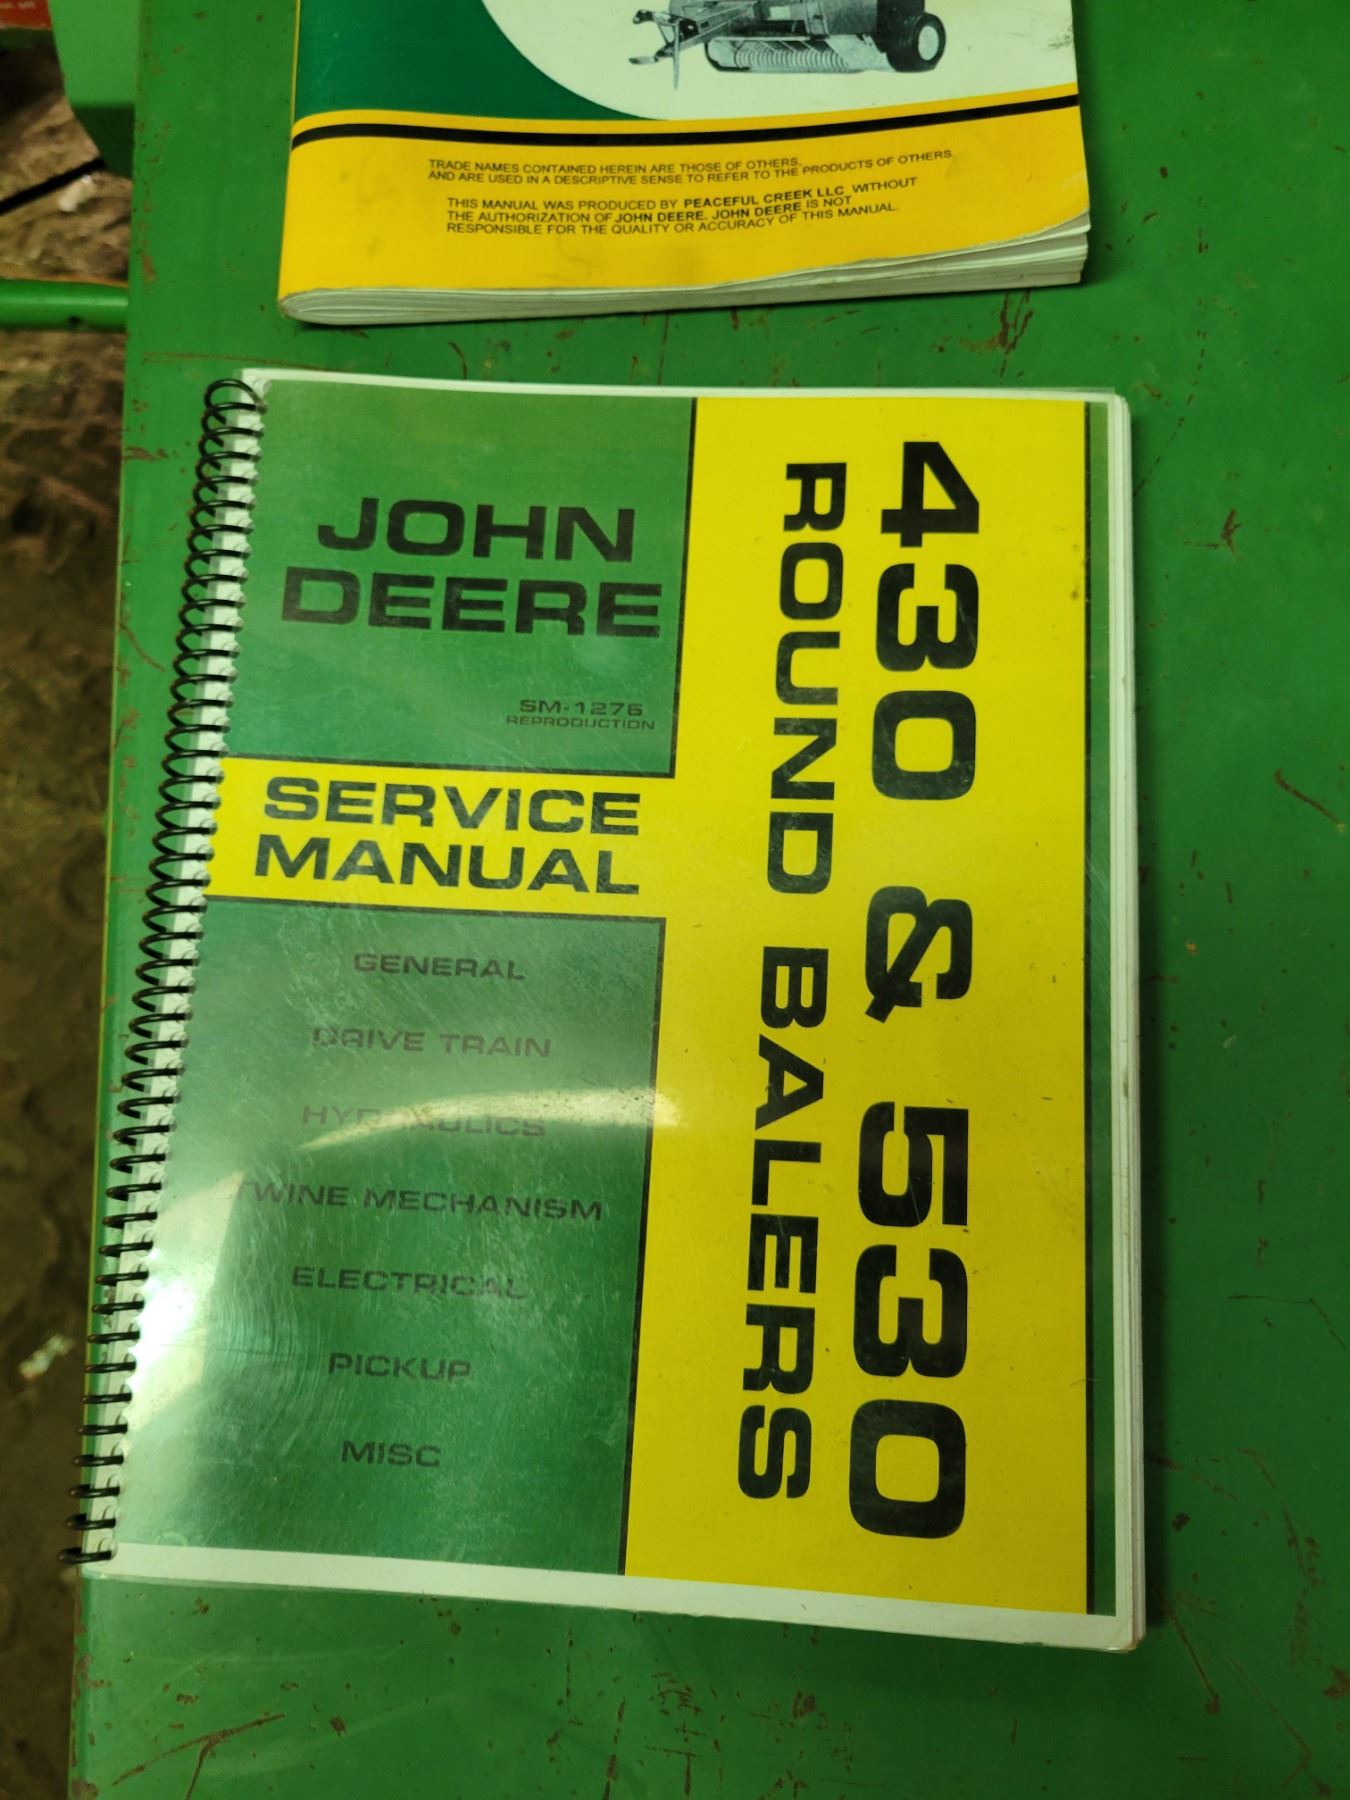 TRADE NAMES CONTAINED HEREIN ARE THOSE OF OTHERS,
AND ARE USED IN A DESCRIPTIVE SENSE TO REFER TO THE PRODUCTS OF OTHERS
THIS MANUAL WAS PRODUCED BY PEACEFUL CREEK LLC WITHOUT
THE AUTHORIZATION OF JOHN DEERE. JOHN DEERE IS NOT
RESPONSIBLE FOR THE QUALITY OR ACCURACY OF THIS MANUAL.
JOHN
DEERE
SM-1276
REPRODUCTION
SERVICE
MANUAL
GENERAL
DRIVE TRAIN
HYDRAULICS
TWINE MECHANISM
ELECTRICAL
PICKUP
MISC
430 & 530
ROUND BALERS